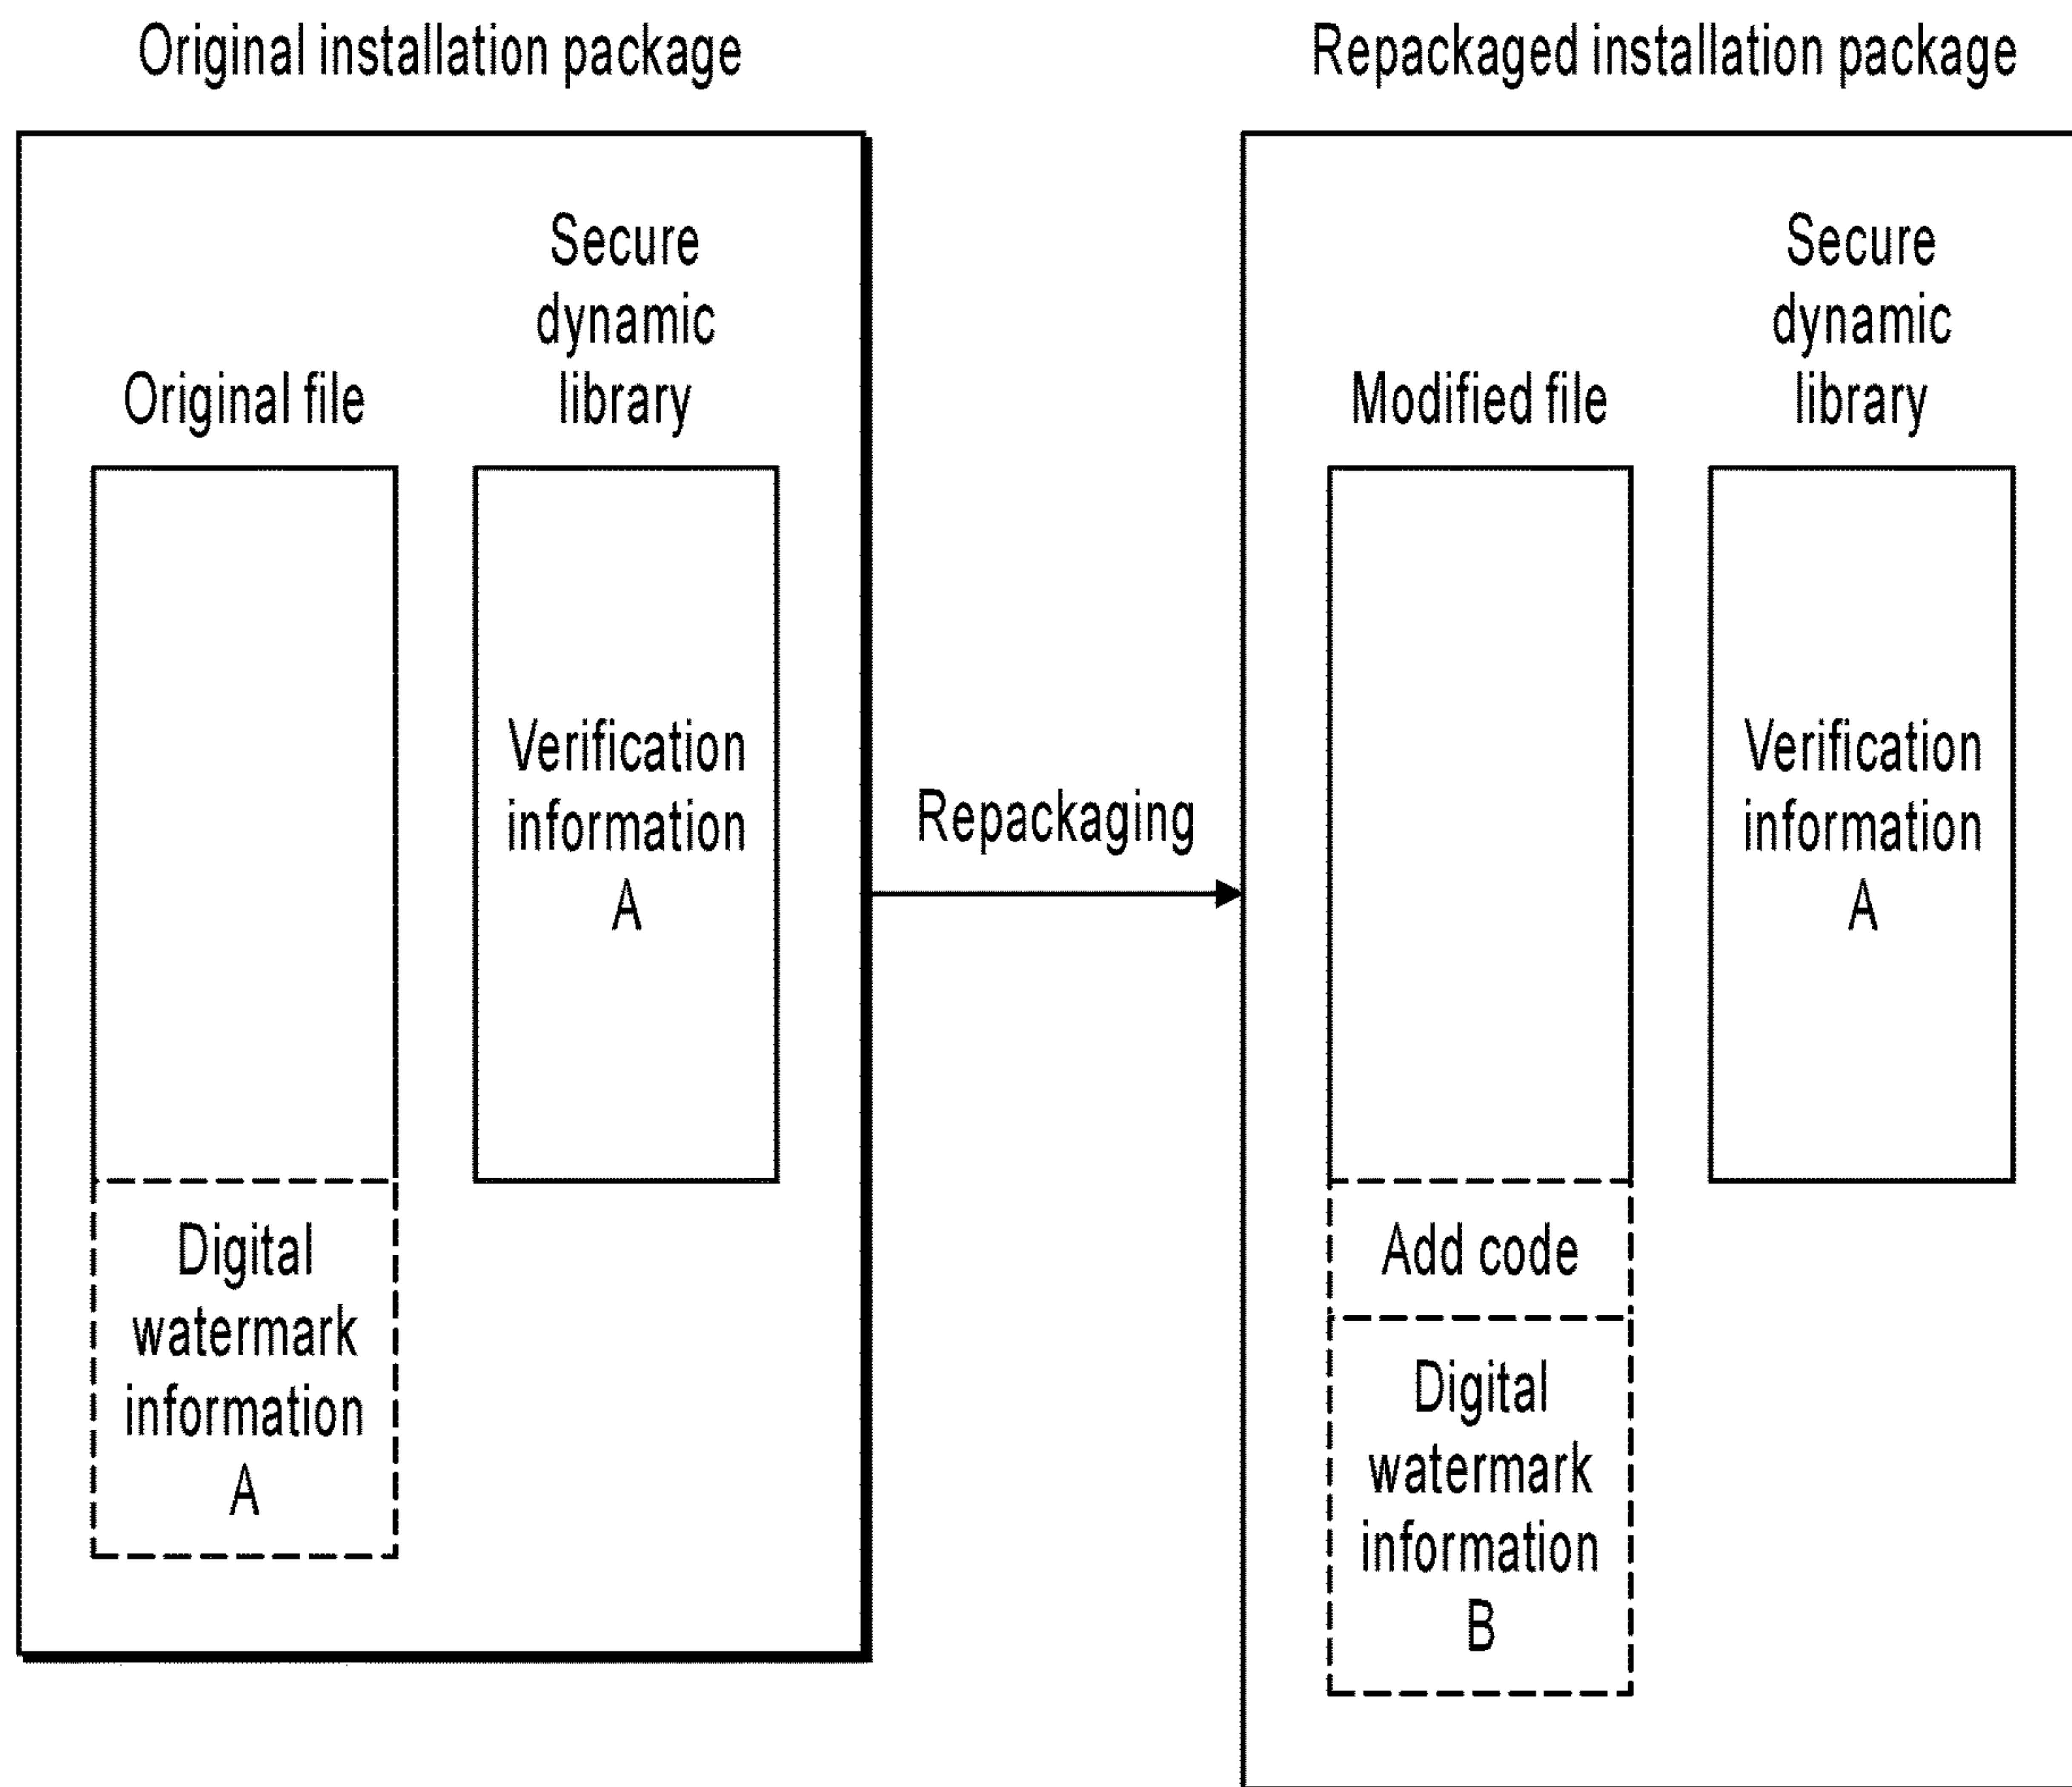 Original installation package
Original file
Secure
dynamic
library
Verification
information
A
Digital
watermark
information
A
Repackaging
Repackaged installation package
Modified file
Secure
dynamic
library
Verification
information
A
Add code
Digital
watermark
information
B